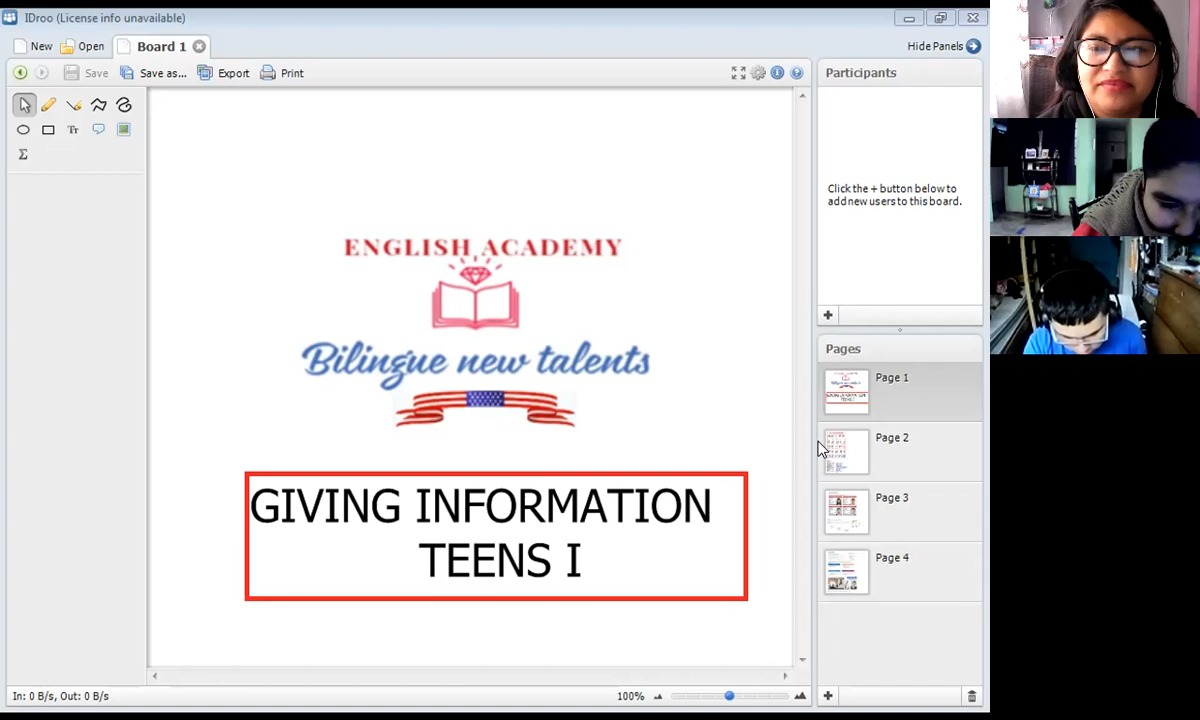 IDroo (License info unavailable)
New Open Board 1 Hide Panels
Save Save as... Export Print
Participants
Click the + button below to
add new users to this board.
ENGLISH ACADEMY
Bilingue new talents
GIVING INFORMATION
TEENS I
Pages
Page 1
Page 2
Page 3
Page 4
In: 0 B/s, Out: 0 B/s
100%